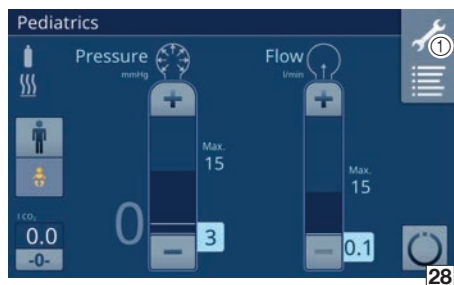 Pediatrics
1
Pressure
mmHg
Flow
l/min
+
+
Max.
15
Max.
15
0
3
0.1
−
−
l CO₂
0.0
-0-
28